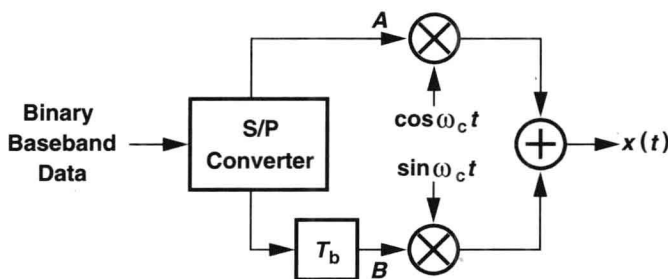 A
Binary
Baseband
Data
S/P
Converter
cos ω_c t
sin ω_c t
x(t)
T_b
B